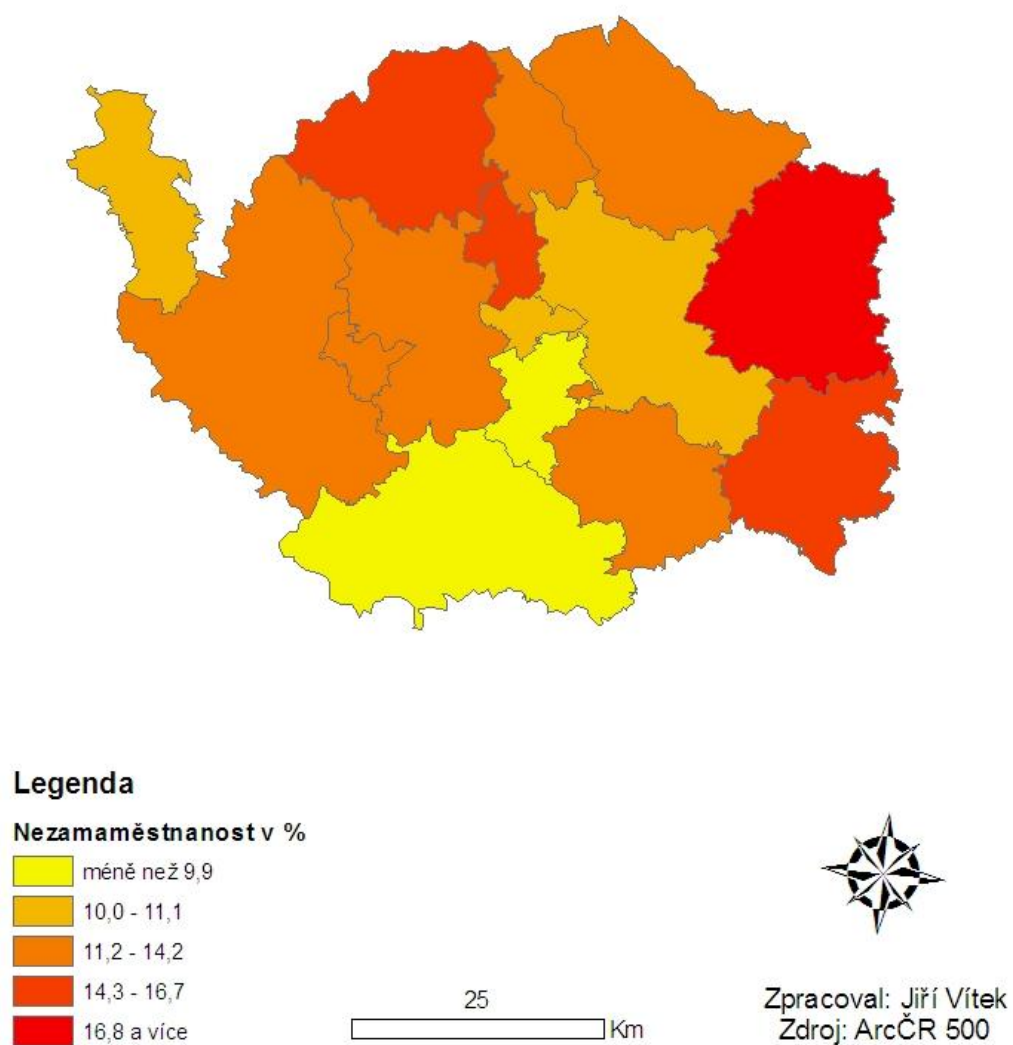 Legenda
Nezamaměstnanost v %
méně než 9,9
10,0 - 11,1
11,2 - 14,2
14,3 - 16,7
16,8 a více
25
Km
Zpracoval: Jiří Vítek
Zdroj: ArcČR 500